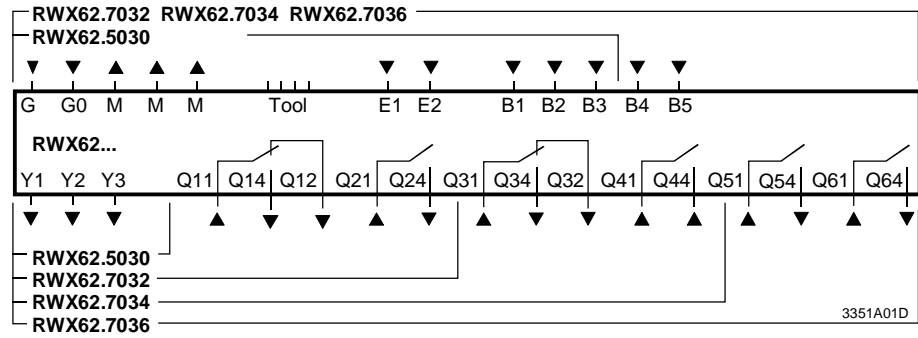 RWX62.7032 RWX62.7034 RWX62.7036
RWX62.5030
G G0 M M M Tool E1 E2 B1 B2 B3 B4 B5
RWX62...
Y1 Y2 Y3 Q11 Q14 Q12 Q21 Q24 Q31 Q34 Q32 Q41 Q44 Q51 Q54 Q61 Q64
RWX62.5030
RWX62.7032
RWX62.7034
RWX62.7036
3351A01D